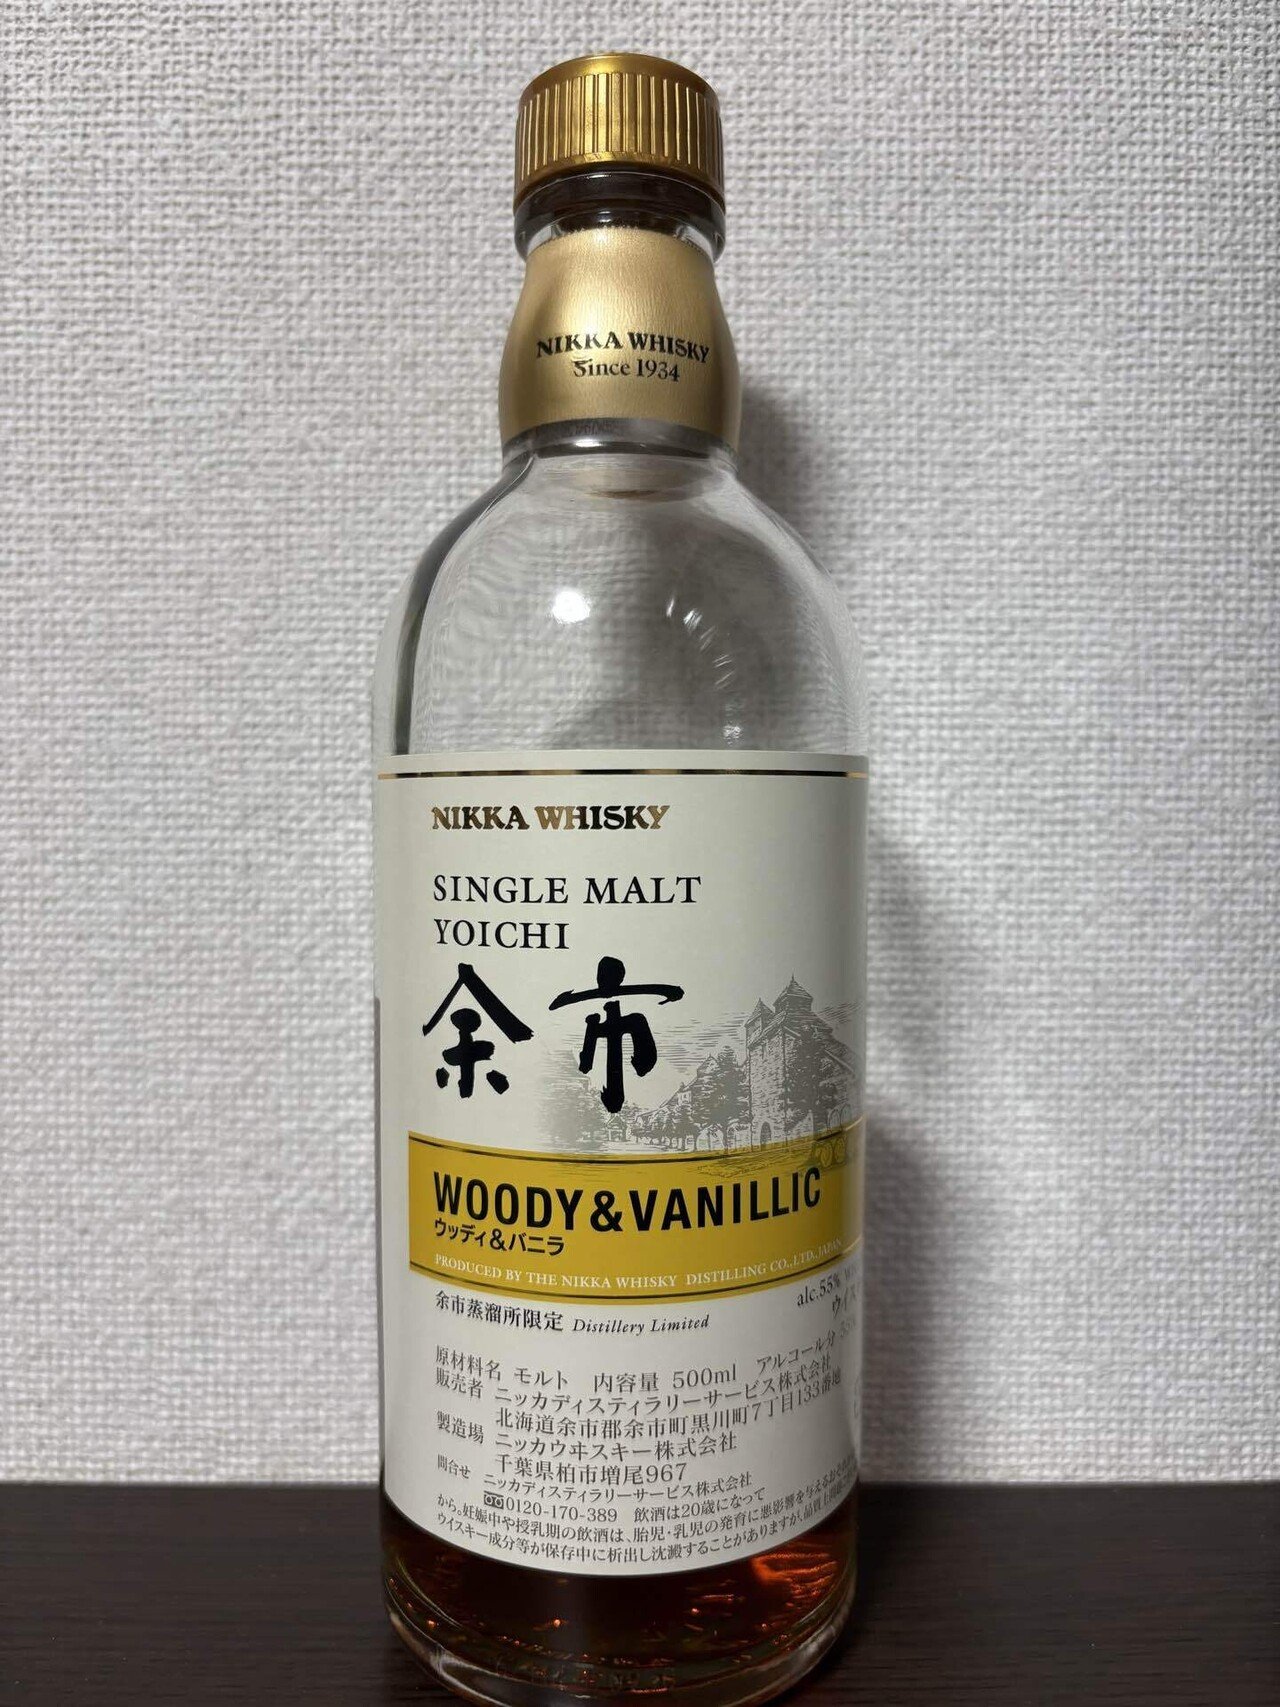 NIKKA WHISKY
Since 1934
NIKKA WHISKY
SINGLE MALT
YOICHI
余市
WOODY&VANILLIC
ウッディ&バニラ
PRODUCED BY THE NIKKA WHISKY DISTILLING CO.,LTD.,JAPAN
alc.55%
余市蒸溜所限定 Distillery Limited
ウイス
原材料名 モルト 内容量 500ml アルコール分 55%
販売者 ニッカディスティラリーサービス株式会社
北海道余市郡余市町黒川町7丁目133番地
製造場 ニッカウヰスキー株式会社
千葉県柏市増尾967
問合せ ニッカディスティラリーサービス株式会社
0120-170-389 飲酒は20歳になって
から。妊娠中や授乳期の飲酒は、胎児・乳児の発育に悪影響を与えるおそれ
ウイスキー成分等が保存中に析出し沈澱することがありますが、品質上問題